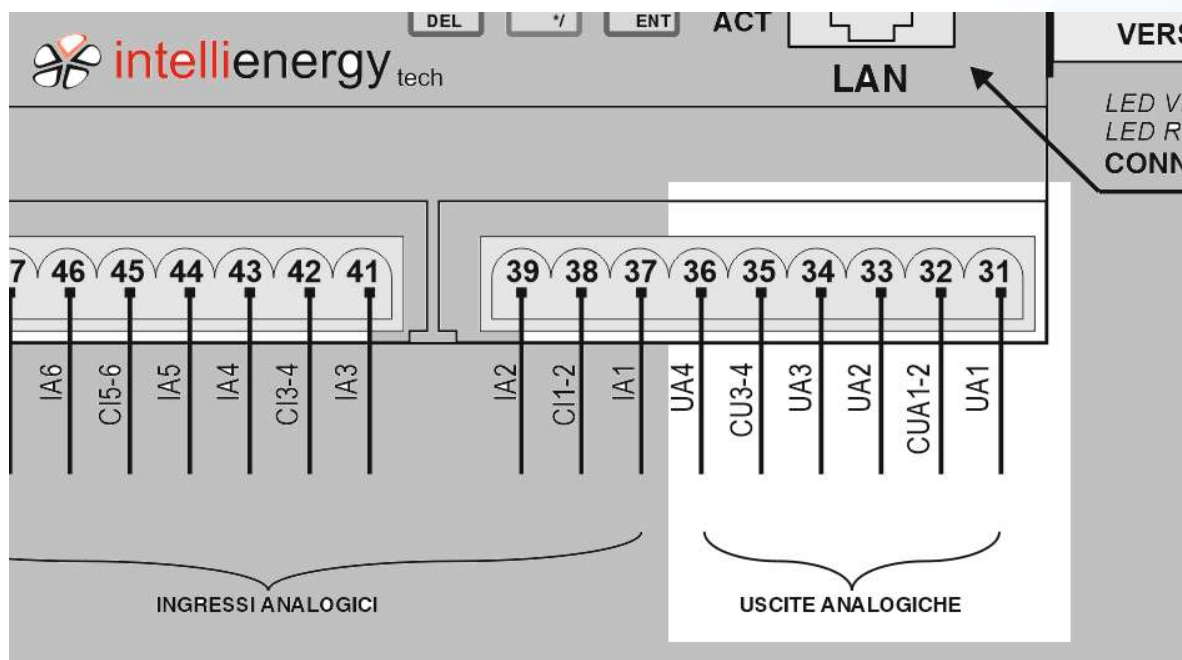 DEL */ ENT ACT
VERS
intellienergy tech
LAN
LED V
LED R
CONN
7 46 45 44 43 42 41 39 38 37 36 35 34 33 32 31
IA6 CI5-6 IA5 IA4 CI3-4 IA3 IA2 CI1-2 IA1 UA4 CU3-4 UA3 UA2 CUA1-2 UA1
INGRESSI ANALOGICI USCITE ANALOGICHE